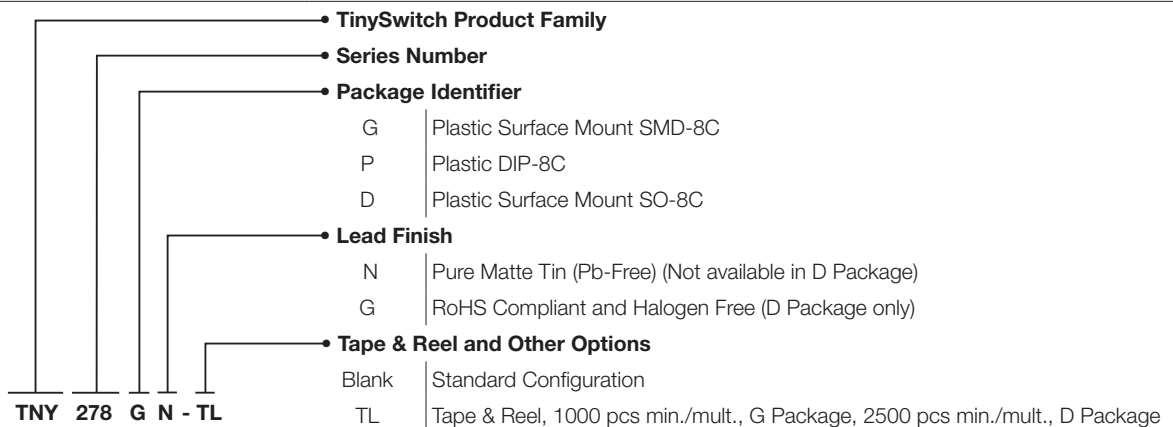 TinySwitch Product Family
Series Number
Package Identifier
G Plastic Surface Mount SMD-8C
P Plastic DIP-8C
D Plastic Surface Mount SO-8C
Lead Finish
N Pure Matte Tin (Pb-Free) (Not available in D Package)
G RoHS Compliant and Halogen Free (D Package only)
Tape & Reel and Other Options
Blank Standard Configuration
TNY 278 G N - TL TL Tape & Reel, 1000 pcs min./mult., G Package, 2500 pcs min./mult., D Package